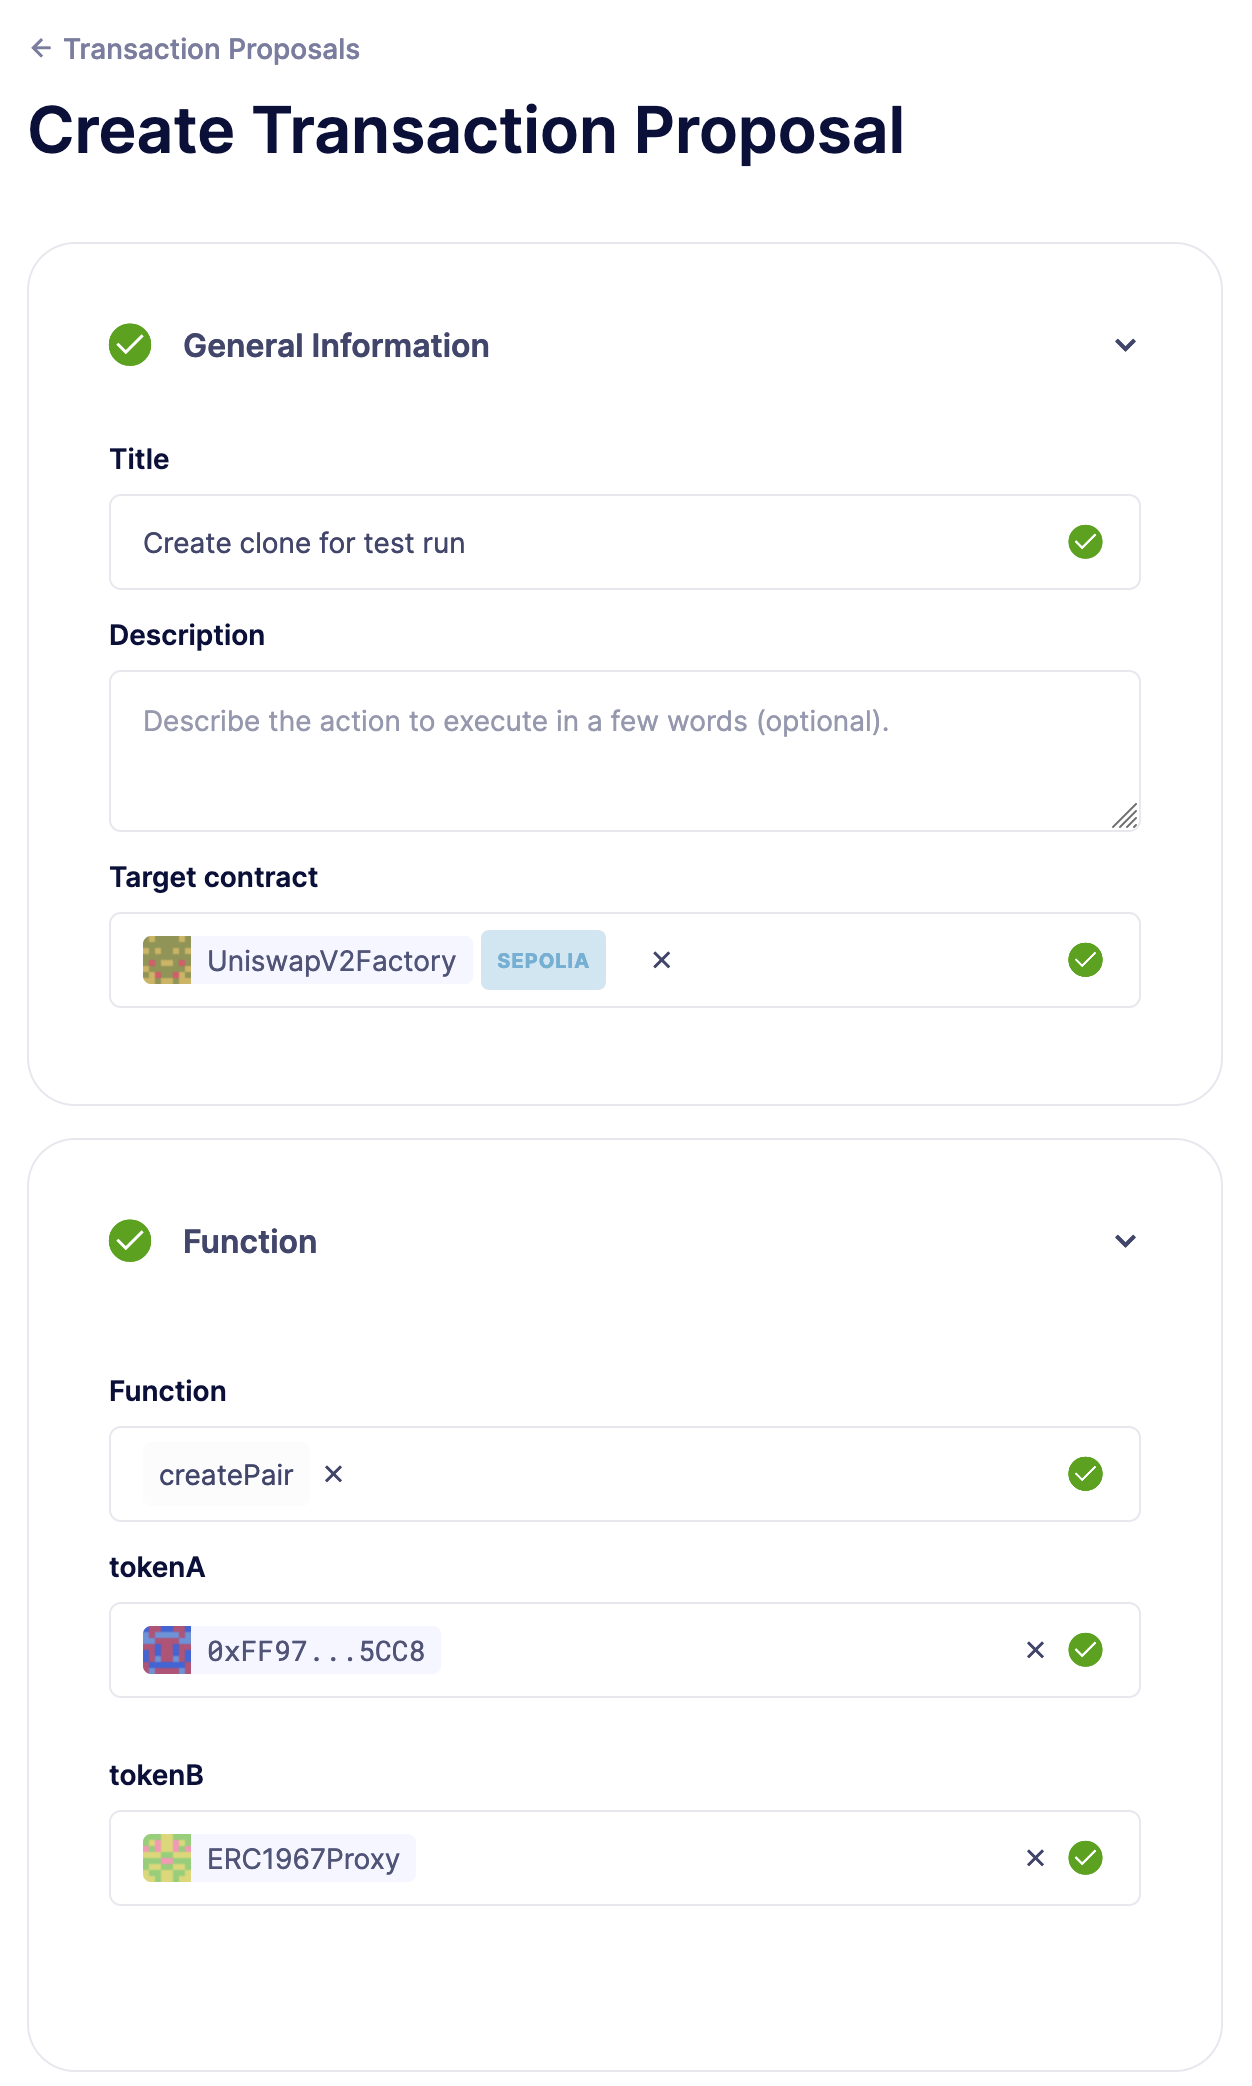 ← Transaction Proposals
Create Transaction Proposal
General Information
Title
Create clone for test run
Description
Describe the action to execute in a few words (optional).
Target contract
UniswapV2Factory SEPOLIA
Function
Function
createPair
tokenA
0xFF97...5CC8
tokenB
ERC1967Proxy